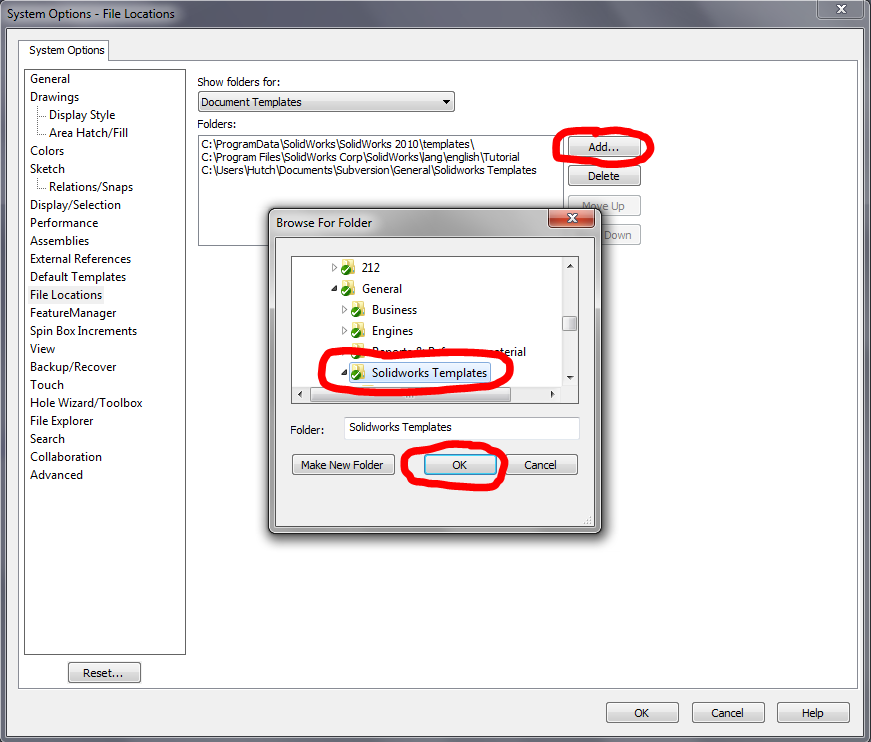 System Options - File Locations
System Options
General
Drawings
Display Style
Area Hatch/Fill
Colors
Sketch
Relations/Snaps
Display/Selection
Performance
Assemblies
External References
Default Templates
File Locations
FeatureManager
Spin Box Increments
View
Backup/Recover
Touch
Hole Wizard/Toolbox
File Explorer
Search
Collaboration
Advanced
Reset...
Show folders for:
Document Templates
Folders:
C:\ProgramData\SolidWorks\SolidWorks 2010\templates\
C:\Program Files\SolidWorks Corp\SolidWorks\lang\english\Tutorial
C:\Users\Hutch\Documents\Subversion\General\Solidworks Templates
Add...
Delete
Move Up
Down
Browse For Folder
212
General
Business
Engines
Reports & Reference material
Solidworks Templates
Folder:
Solidworks Templates
Make New Folder
OK
Cancel
OK
Cancel
Help